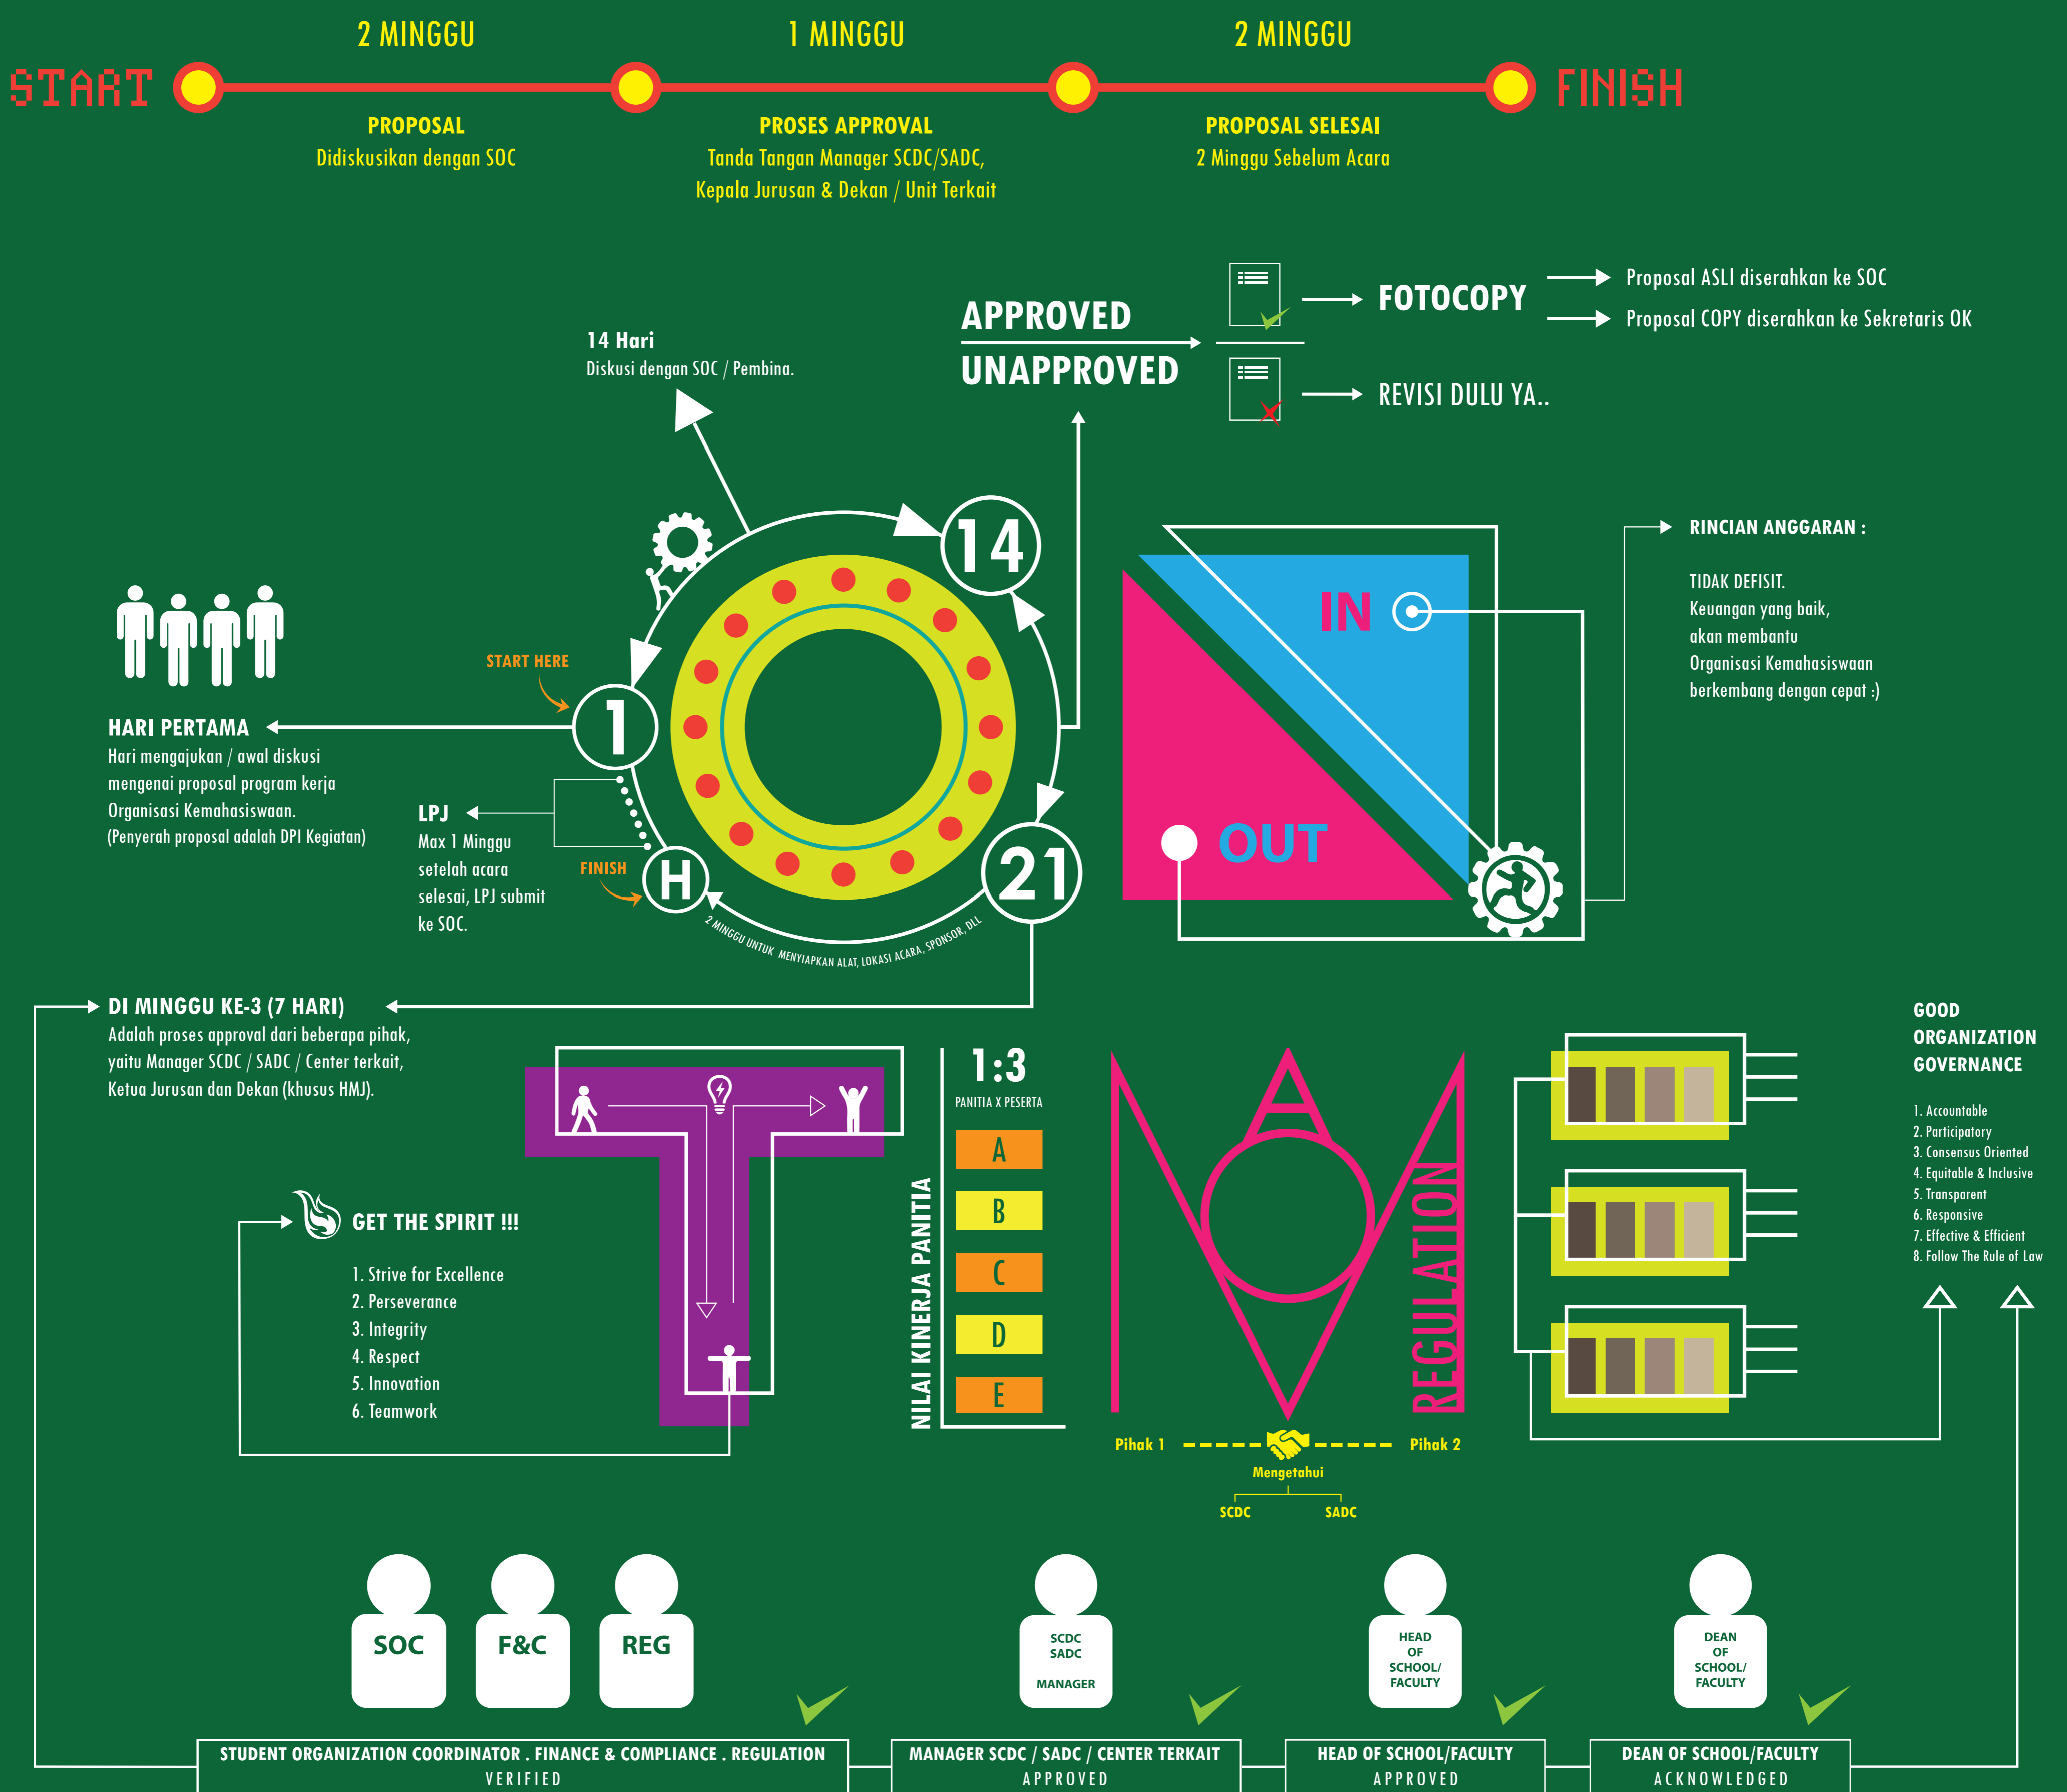 2 MINGGU
1 MINGGU
2 MINGGU
START
FINISH
PROPOSAL
Didiskusikan dengan SOC
PROSES APPROVAL
Tanda Tangan Manager SCDC/SADC,
Kepala Jurusan & Dekan / Unit Terkait
PROPOSAL SELESAI
2 Minggu Sebelum Acara
14 Hari
Diskusi dengan SOC / Pembina.
APPROVED
UNAPPROVED
FOTOCOPY
Proposal ASLI diserahkan ke SOC
Proposal COPY diserahkan ke Sekretaris OK
REVISI DULU YA..
START HERE
1
14
21
H
FINISH
2 MINGGU UNTUK MENYIAPKAN ALAT, LOKASI ACARA, SPONSOR, DLL
HARI PERTAMA
Hari mengajukan / awal diskusi
mengenai proposal program kerja
Organisasi Kemahasiswaan.
(Penyerah proposal adalah DPI Kegiatan)
LPJ
Max 1 Minggu
setelah acara
selesai, LPJ submit
ke SOC.
IN
OUT
RINCIAN ANGGARAN :
TIDAK DEFISIT.
Keuangan yang baik,
akan membantu
Organisasi Kemahasiswaan
berkembang dengan cepat :)
DI MINGGU KE-3 (7 HARI)
Adalah proses approval dari beberapa pihak,
yaitu Manager SCDC / SADC / Center terkait,
Ketua Jurusan dan Dekan (khusus HMJ).
GET THE SPIRIT !!!
1. Strive for Excellence
2. Perseverance
3. Integrity
4. Respect
5. Innovation
6. Teamwork
T
NILAI KINERJA PANITIA
1:3
PANITIA X PESERTA
A
B
C
D
E
MOA
REGULATION
Pihak 1
Pihak 2
Mengetahui
SCDC
SADC
GOOD
ORGANIZATION
GOVERNANCE
1. Accountable
2. Participatory
3. Consensus Oriented
4. Equitable & Inclusive
5. Transparent
6. Responsive
7. Effective & Efficient
8. Follow The Rule of Law
SOC
F&C
REG
SCDC
SADC
MANAGER
HEAD
OF
SCHOOL/
FACULTY
DEAN
OF
SCHOOL/
FACULTY
STUDENT ORGANIZATION COORDINATOR . FINANCE & COMPLIANCE . REGULATION
VERIFIED
MANAGER SCDC / SADC / CENTER TERKAIT
APPROVED
HEAD OF SCHOOL/FACULTY
APPROVED
DEAN OF SCHOOL/FACULTY
ACKNOWLEDGED